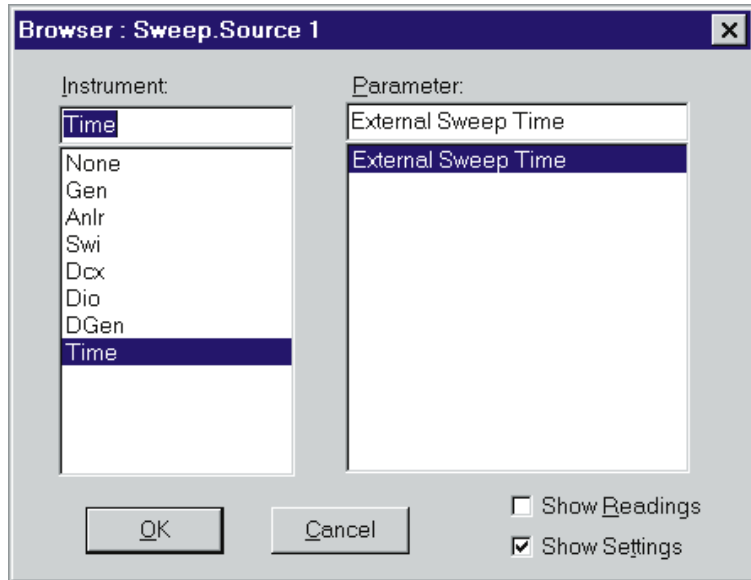 Browser : Sweep.Source 1
Instrument:
Time
None
Gen
Anlr
Swi
Dcx
Dio
DGen
Time
Parameter:
External Sweep Time
External Sweep Time
Show Readings
Show Settings
OK
Cancel